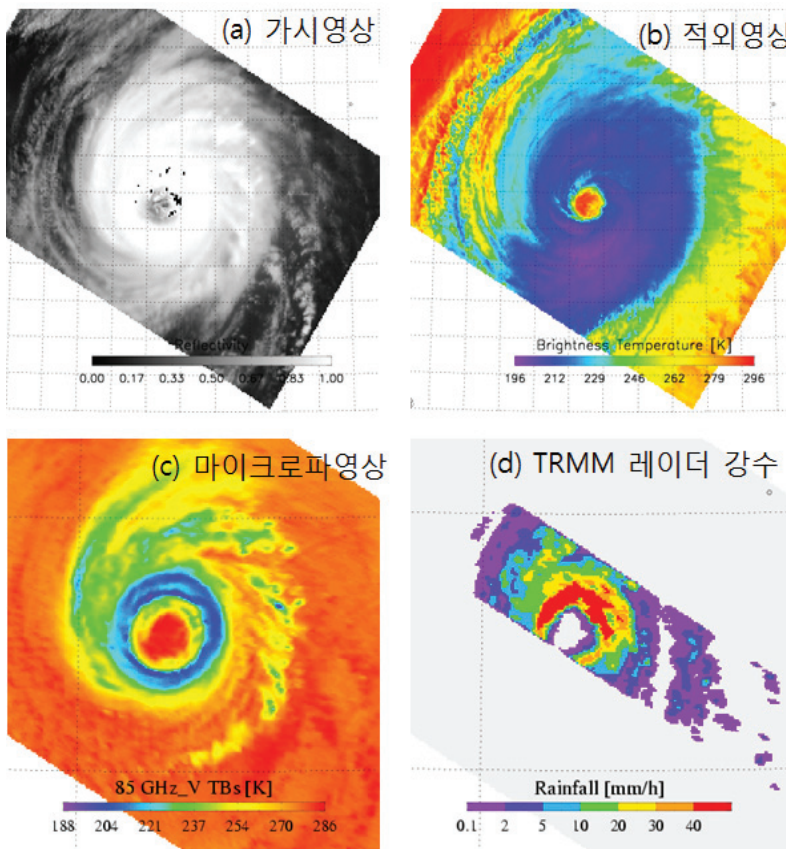 (a) 가시영상
(b) 적외영상
Reflectivity
0.00 0.17 0.33 0.50 0.67 0.83 1.00
Brightness Temperature [K]
196 212 229 246 262 279 296
(c) 마이크로파영상
(d) TRMM 레이더 강수
85 GHz_V TBs [K]
188 204 221 237 254 270 286
Rainfall [mm/h]
0.1 2 5 10 20 30 40